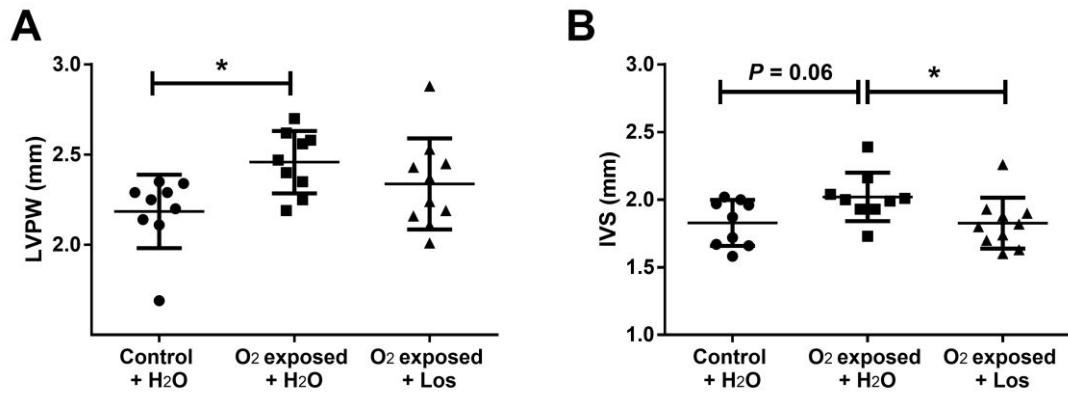 A
B
LVPW (mm)
3.0
2.5
2.0
*
Control
+ H2O
O2 exposed
+ H2O
O2 exposed
+ Los
IVS (mm)
3.0
2.5
2.0
1.5
1.0
P = 0.06
*
Control
+ H2O
O2 exposed
+ H2O
O2 exposed
+ Los